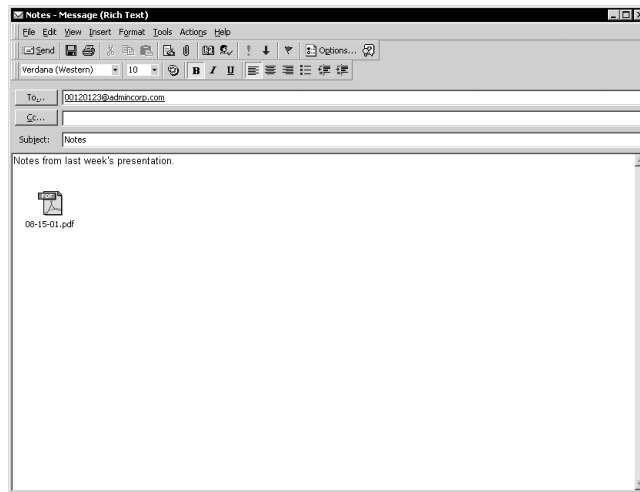 Notes - Message (Rich Text)
File Edit View Insert Format Tools Actions Help
Send Options...
Verdana (Western) 10 B I U
To... 00120123@admincorp.com
Cc...
Subject: Notes
Notes from last week's presentation.
08-15-01.pdf